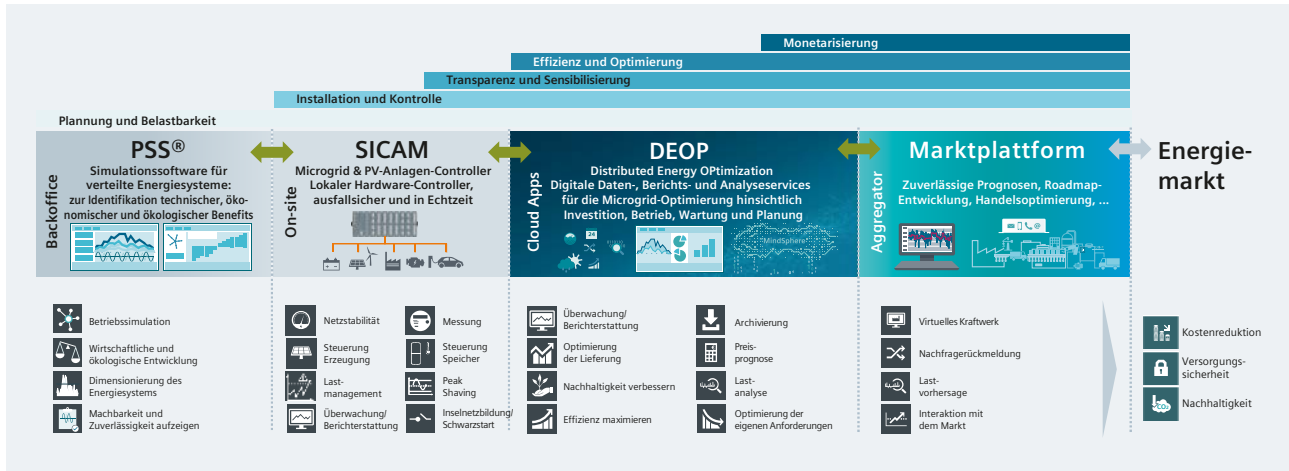 Monetarisierung
Effizienz und Optimierung
Transparenz und Sensibilisierung
Installation und Kontrolle
Plannung und Belastbarkeit
Backoffice
PSS®
Simulationssoftware für
verteilte Energiesysteme:
zur Identifikation technischer, öko-
nomischer und ökologischer Benefits
On-site
SICAM
Microgrid & PV-Anlagen-Controller
Lokaler Hardware-Controller,
ausfallsicher und in Echtzeit
Cloud Apps
DEOP
Distributed Energy OPtimization
Digitale Daten-, Berichts- und Analyseservices
für die Microgrid-Optimierung hinsichtlich
Investition, Betrieb, Wartung und Planung
24
MindSphere
Aggregator
Marktplattform
Zuverlässige Prognosen, Roadmap-
Entwicklung, Handelsoptimierung, ...
Energie-
markt
Betriebssimulation
Wirtschaftliche und
ökologische Entwicklung
Dimensionierung des
Energiesystems
Machbarkeit und
Zuverlässigkeit aufzeigen
Netzstabilität
Steuerung
Erzeugung
Last-
management
Überwachung/
Berichterstattung
Messung
Steuerung
Speicher
Peak
Shaving
Inselnetzbildung/
Schwarzstart
Überwachung/
Berichterstattung
Optimierung
der Lieferung
Nachhaltigkeit verbessern
Effizienz maximieren
Archivierung
Preis-
prognose
Last-
analyse
Optimierung der
eigenen Anforderungen
Virtuelles Kraftwerk
Nachfragerückmeldung
Last-
vorhersage
Interaktion mit
dem Markt
Kostenreduktion
Versorgungs-
sicherheit
CO₂
Nachhaltigkeit